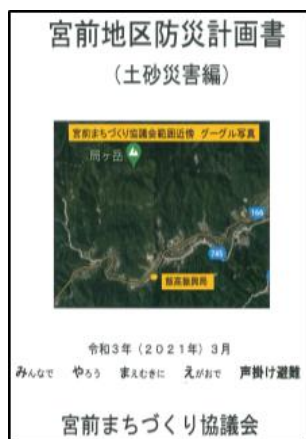 宮前地区防災計画書
（土砂災害編）
宮前まちづくり協議会範囲近傍 グーグル写真
局ヶ岳
166
745
飯高振興局
令和3年（2021年）3月
みんなで やろう まえむきに えがおで 声掛け避難
宮前まちづくり協議会